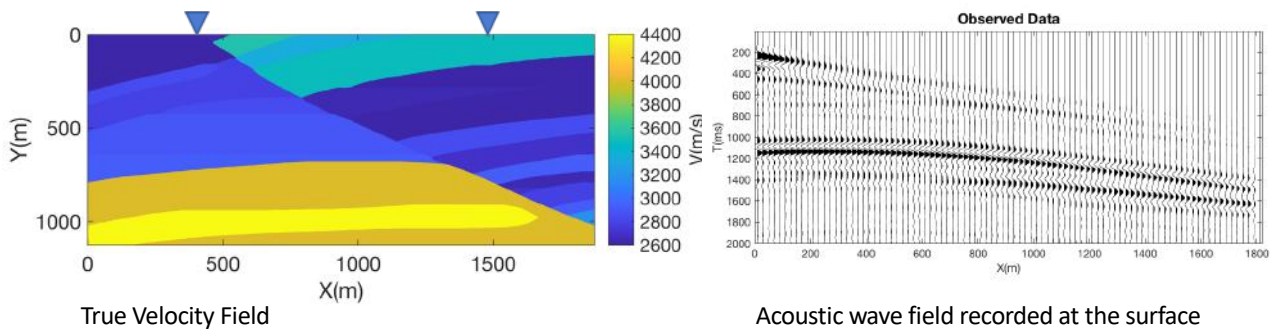 0
500
1000
Y(m)
0 500 1000 1500
X(m)
4400
4200
4000
3800
3600
3400
3200
3000
2800
2600
V(m/s)
True Velocity Field
Observed Data
200
400
600
800
1000
1200
1400
1600
1800
2000
T(ms)
0 200 400 600 800 1000 1200 1400 1600 1800
X(m)
Acoustic wave field recorded at the surface